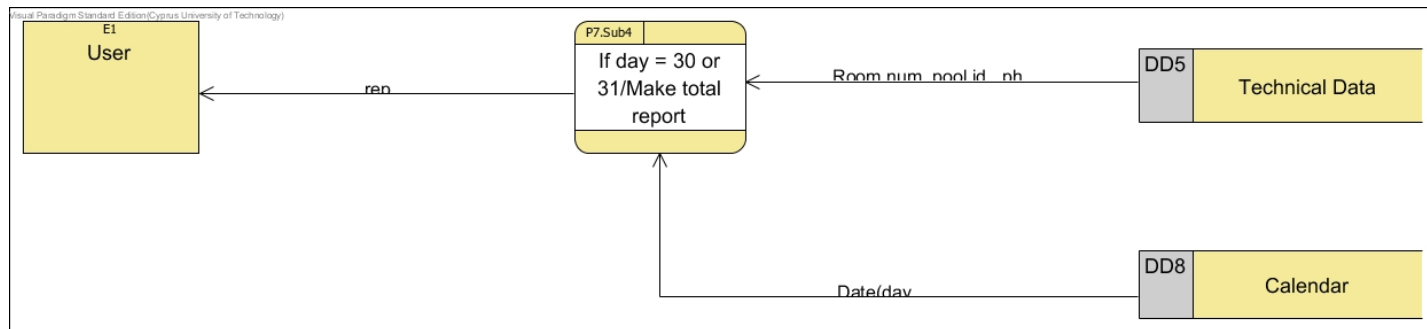 Visual Paradigm Standard Edition(Cyprus University of Technology)
E1
User
rep
P7.Sub4
If day = 30 or
31/Make total
report
Room num, pool id, ph
DD5
Technical Data
DD8
Calendar
Date(day